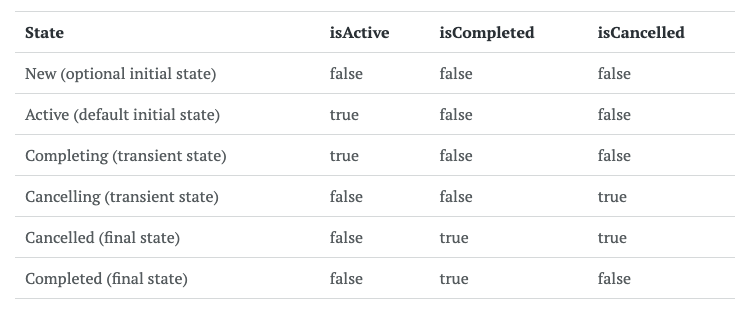 State isActive isCompleted isCancelled
New (optional initial state) false false false
Active (default initial state) true false false
Completing (transient state) true false false
Cancelling (transient state) false false true
Cancelled (final state) false true true
Completed (final state) false true false